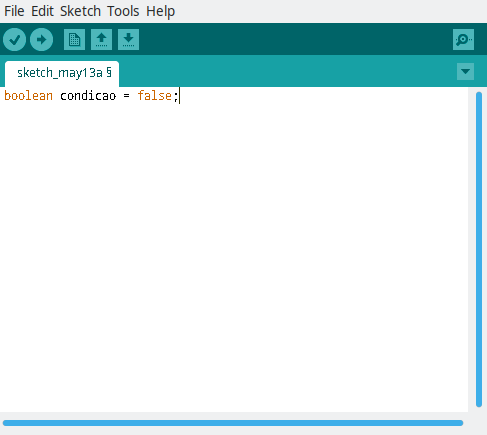 File Edit Sketch Tools Help
sketch_may13a §
boolean condicao = false;